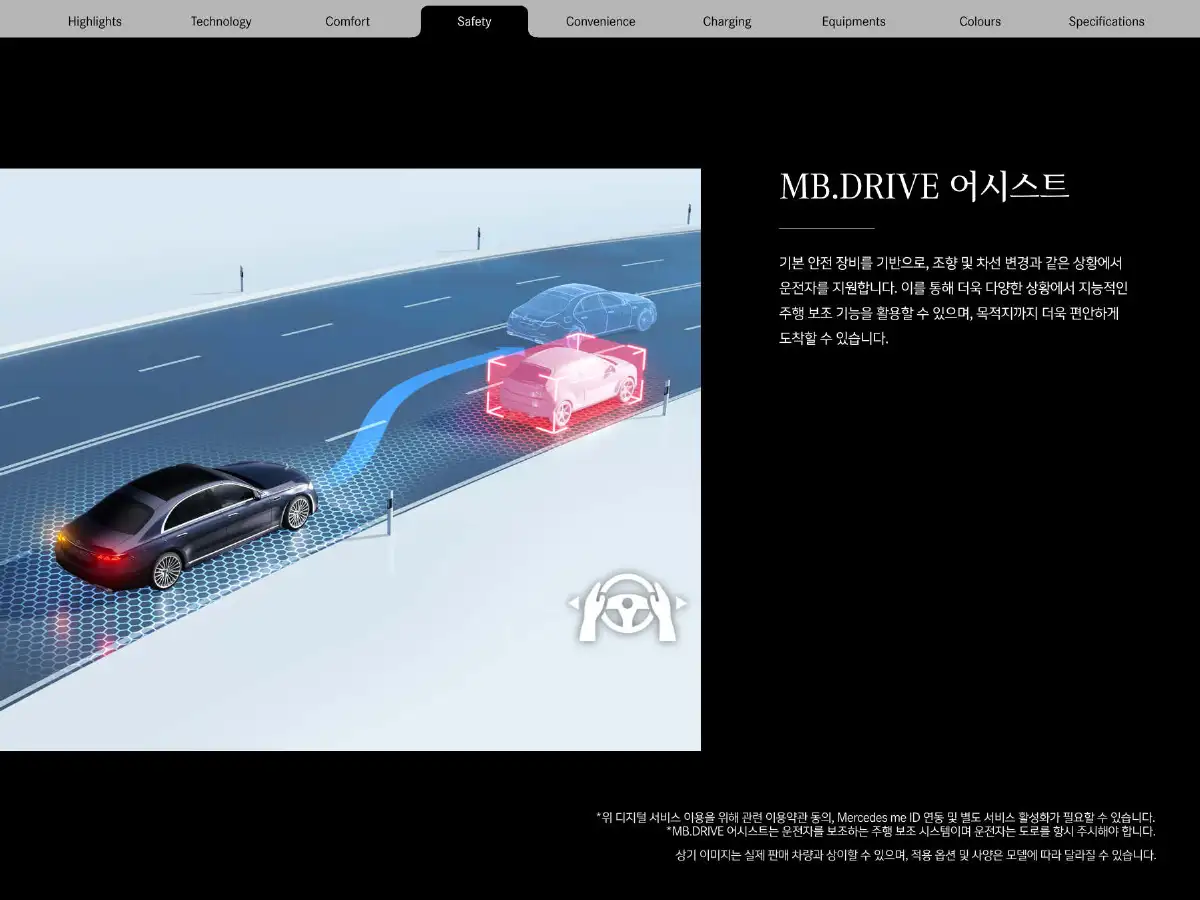 Highlights
Technology
Comfort
Safety
Convenience
Charging
Equipments
Colours
Specifications
MB.DRIVE 어시스트
기본 안전 장비를 기반으로, 조향 및 차선 변경과 같은 상황에서
운전자를 지원합니다. 이를 통해 더욱 다양한 상황에서 지능적인
주행 보조 기능을 활용할 수 있으며, 목적지까지 더욱 편안하게
도착할 수 있습니다.
*위 디지털 서비스 이용을 위해 관련 이용약관 동의, Mercedes me ID 연동 및 별도 서비스 활성화가 필요할 수 있습니다.
*MB.DRIVE 어시스트는 운전자를 보조하는 주행 보조 시스템이며 운전자는 도로를 항시 주시해야 합니다.
상기 이미지는 실제 판매 차량과 상이할 수 있으며, 적용 옵션 및 사양은 모델에 따라 달라질 수 있습니다.